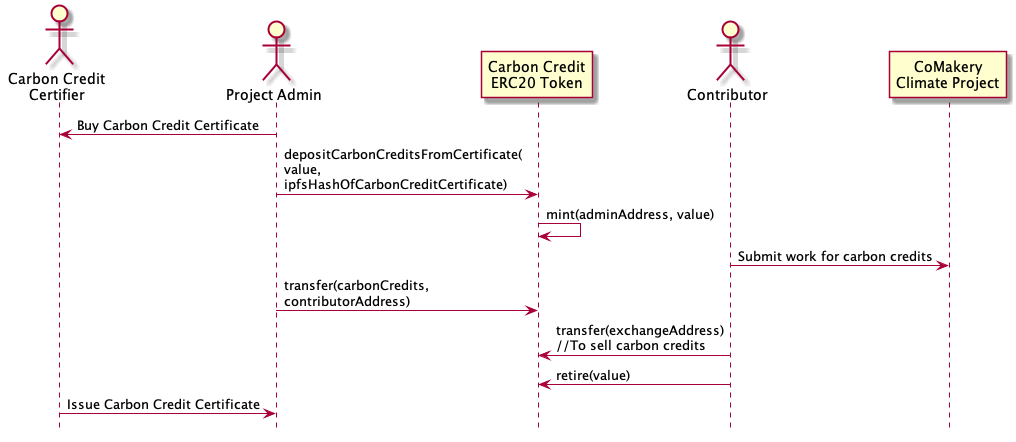 Carbon Credit
Certifier
Project Admin
Carbon Credit
ERC20 Token
Contributor
CoMakery
Climate Project
Buy Carbon Credit Certificate
depositCarbonCreditsFromCertificate(
value,
ipfsHashOfCarbonCreditCertificate)
mint(adminAddress, value)
Submit work for carbon credits
transfer(carbonCredits,
contributorAddress)
transfer(exchangeAddress)
//To sell carbon credits
retire(value)
Issue Carbon Credit Certificate